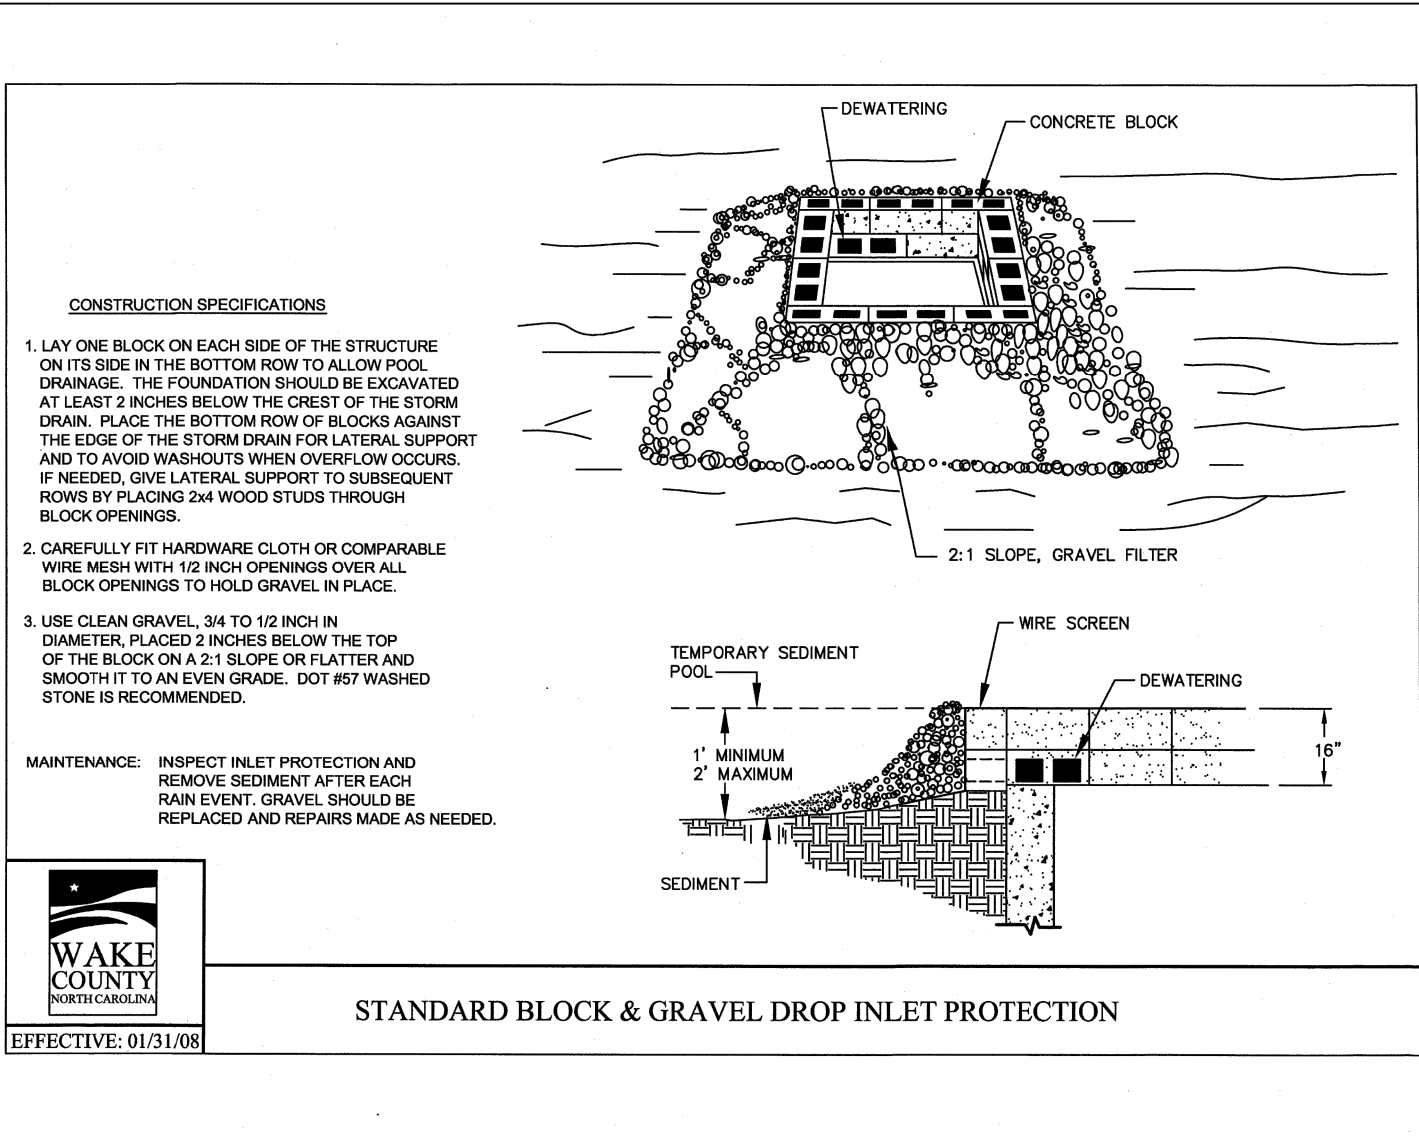 DEWATERING
CONCRETE BLOCK
CONSTRUCTION SPECIFICATIONS
1. LAY ONE BLOCK ON EACH SIDE OF THE STRUCTURE
ON ITS SIDE IN THE BOTTOM ROW TO ALLOW POOL
DRAINAGE. THE FOUNDATION SHOULD BE EXCAVATED
AT LEAST 2 INCHES BELOW THE CREST OF THE STORM
DRAIN. PLACE THE BOTTOM ROW OF BLOCKS AGAINST
THE EDGE OF THE STORM DRAIN FOR LATERAL SUPPORT
AND TO AVOID WASHOUTS WHEN OVERFLOW OCCURS.
IF NEEDED, GIVE LATERAL SUPPORT TO SUBSEQUENT
ROWS BY PLACING 2x4 WOOD STUDS THROUGH
BLOCK OPENINGS.
2. CAREFULLY FIT HARDWARE CLOTH OR COMPARABLE
WIRE MESH WITH 1/2 INCH OPENINGS OVER ALL
BLOCK OPENINGS TO HOLD GRAVEL IN PLACE.
3. USE CLEAN GRAVEL, 3/4 TO 1/2 INCH IN
DIAMETER, PLACED 2 INCHES BELOW THE TOP
OF THE BLOCK ON A 2:1 SLOPE OR FLATTER AND
SMOOTH IT TO AN EVEN GRADE. DOT #57 WASHED
STONE IS RECOMMENDED.
MAINTENANCE: INSPECT INLET PROTECTION AND
REMOVE SEDIMENT AFTER EACH
RAIN EVENT. GRAVEL SHOULD BE
REPLACED AND REPAIRS MADE AS NEEDED.
2:1 SLOPE, GRAVEL FILTER
WIRE SCREEN
TEMPORARY SEDIMENT
POOL
DEWATERING
1' MINIMUM
2' MAXIMUM
16"
SEDIMENT
WAKE
COUNTY
NORTH CAROLINA
EFFECTIVE: 01/31/08
STANDARD BLOCK & GRAVEL DROP INLET PROTECTION